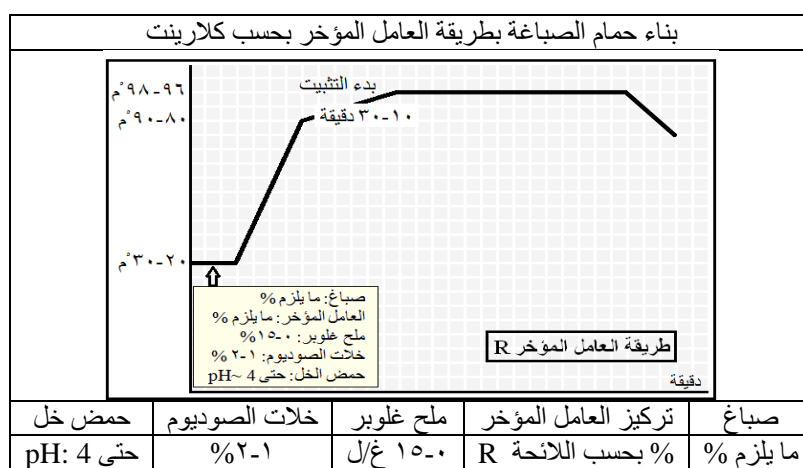 بناء حمام الصباغة بطريقة العامل المؤخر بحسب كلارينت
٩٦-٩٨°م
بدء التثبيت
٨٠-٩٠°م
١٠-٣٠ دقيقة
٢٠-٣٠°م
صباغ: ما يلزم %
العامل المؤخر: ما يلزم %
ملح غلوبر: ٠-١٥%
خلات الصوديوم: ١-٢ %
حمض الخل: حتى pH~ 4
طريقة العامل المؤخر R
دقيقة
صباغ تركيز العامل المؤخر ملح غلوبر خلات الصوديوم حمض خل
ما يلزم % % بحسب اللائحة R ٠-١٥ غ/ل ١-٢% حتى pH: 4